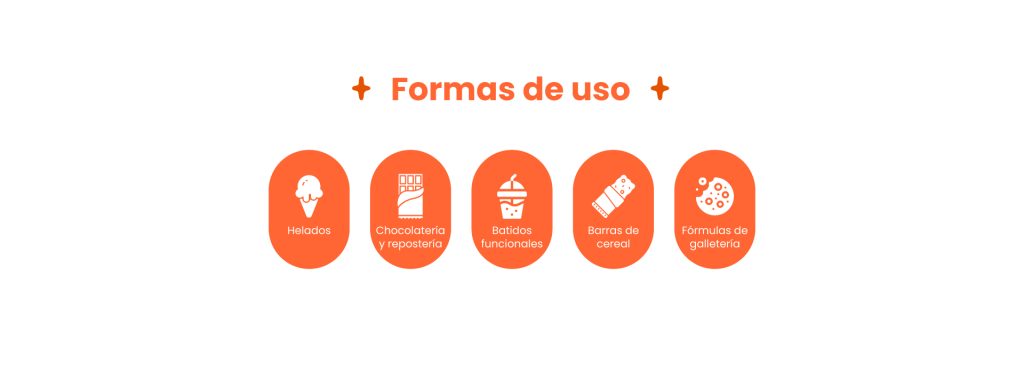 Formas de uso
Helados
Chocolatería
y repostería
Batidos
funcionales
Barras de
cereal
Fórmulas de
galletería